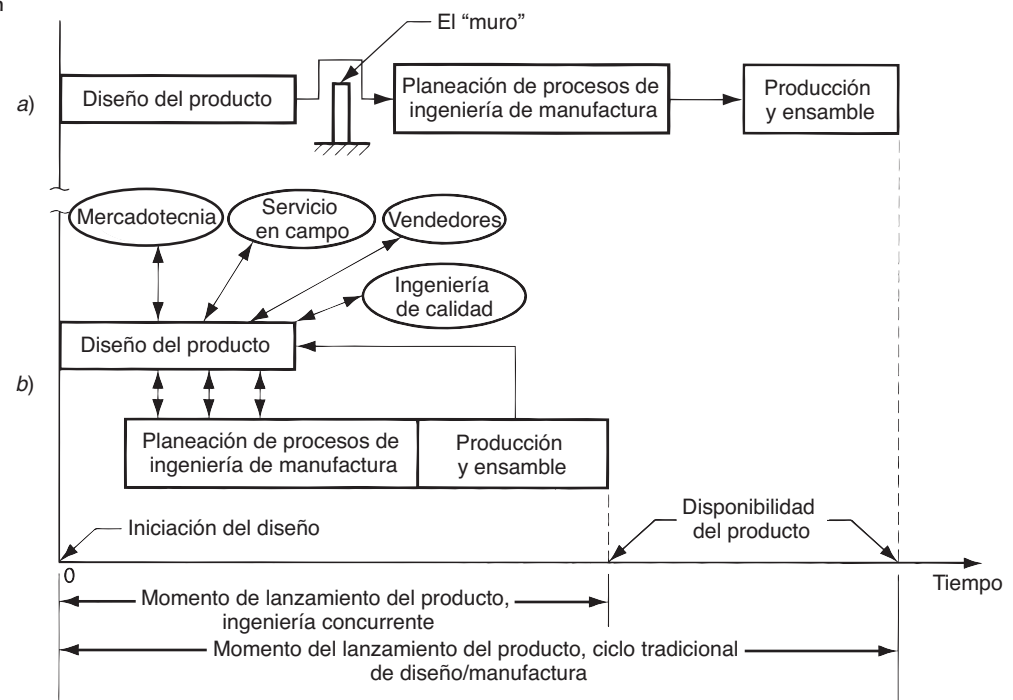 n
El “muro”
a)
Diseño del producto
Planeación de procesos de
ingeniería de manufactura
Producción
y ensamble
Mercadotecnia
Servicio
en campo
Vendedores
Ingeniería
de calidad
Diseño del producto
b)
Planeación de procesos de
ingeniería de manufactura
Producción
y ensamble
Iniciación del diseño
Disponibilidad
del producto
0
Tiempo
Momento de lanzamiento del producto,
ingeniería concurrente
Momento del lanzamiento del producto, ciclo tradicional
de diseño/manufactura